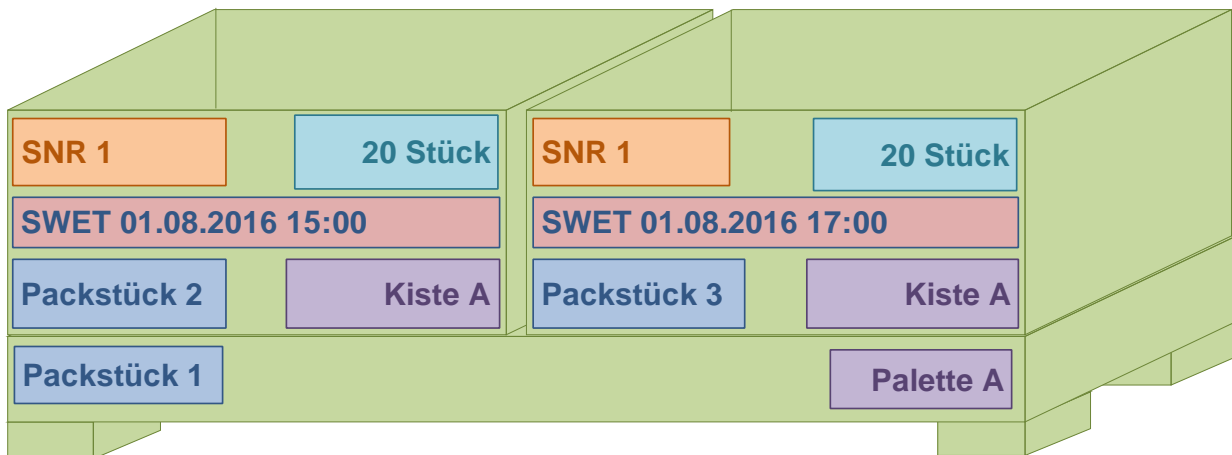 SNR 1 20 Stück SNR 1 20 Stück
SWET 01.08.2016 15:00 SWET 01.08.2016 17:00
Packstück 2 Kiste A Packstück 3 Kiste A
Packstück 1 Palette A